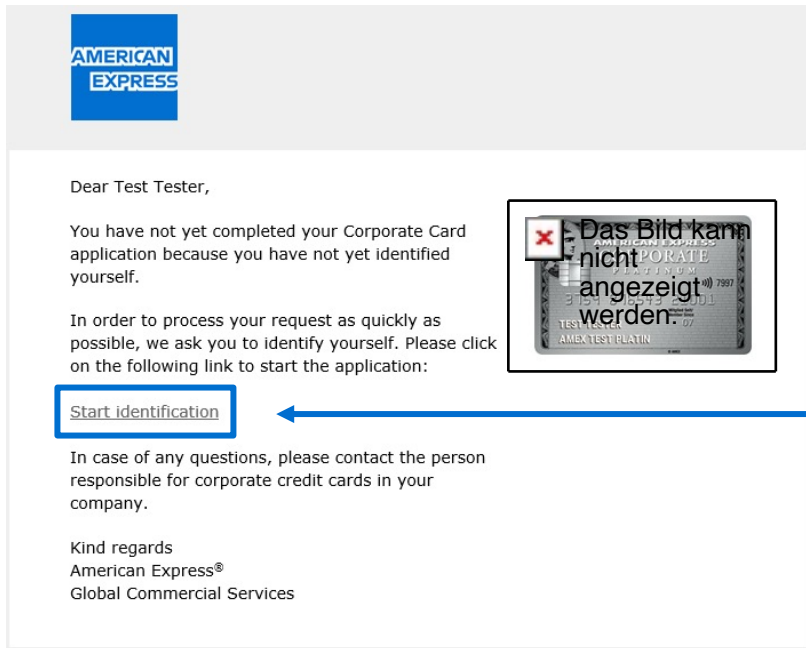 AMERICAN
EXPRESS
Dear Test Tester,
You have not yet completed your Corporate Card
application because you have not yet identified
yourself.
In order to process your request as quickly as
possible, we ask you to identify yourself. Please click
on the following link to start the application:
Start identification
In case of any questions, please contact the person
responsible for corporate credit cards in your
company.
Kind regards
American Express®
Global Commercial Services
Das Bild kann
nicht
angezeigt
werden.
AMERICAN EXPRESS
PLATINUM
7997
TEST TESTER
07
AMEX TEST PLATIN